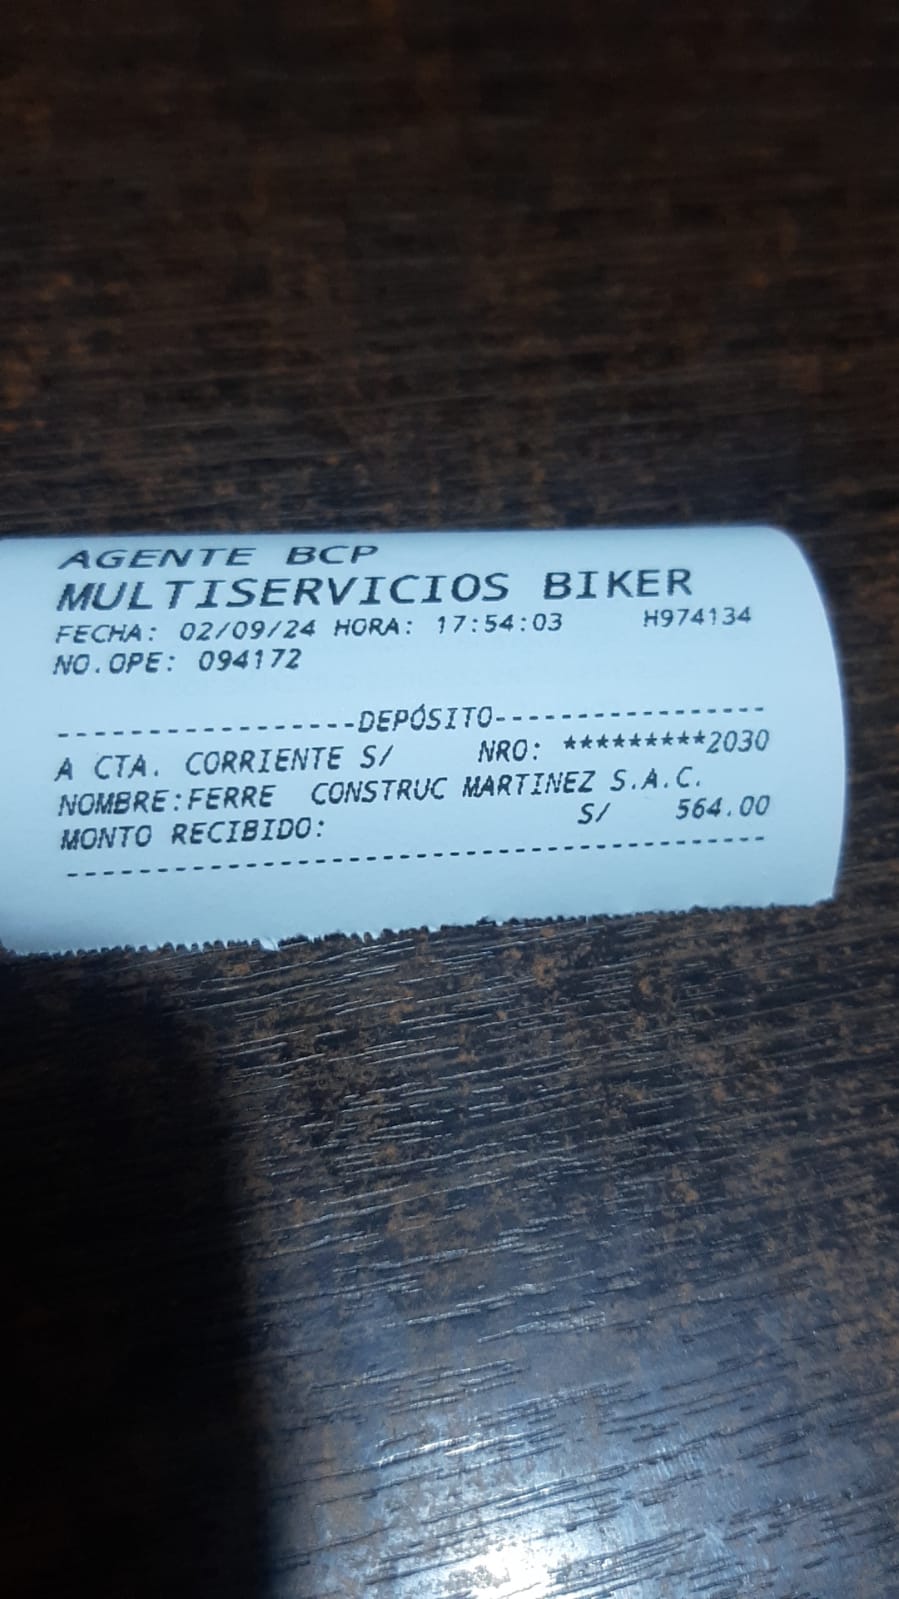 AGENTE BCP
MULTISERVICIOS BIKER
FECHA: 02/09/24 HORA: 17:54:03 H974134
NO.OPE: 094172
-----------------DEPÓSITO----------------
A CTA. CORRIENTE S/ NRO: *********2030
NOMBRE:FERRE CONSTRUC MARTINEZ S.A.C.
MONTO RECIBIDO: S/ 564.00
-----------------------------------------